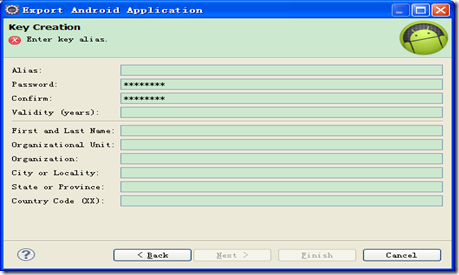 Export Android Application
Key Creation
Enter key alias.
Alias:
Password: ********
Confirm: ********
Validity (years):
First and Last Name:
Organizational Unit:
Organization:
City or Locality:
State or Province:
Country Code (XX):
? < Back Next > Finish Cancel